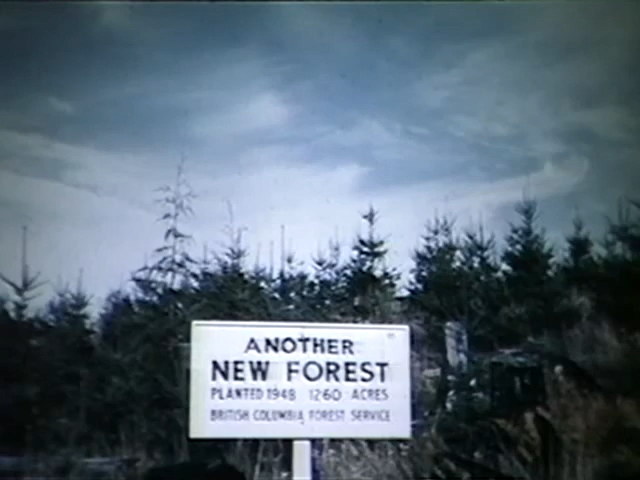 ANOTHER
NEW FOREST
PLANTED 1948 1260 ACRES
BRITISH COLUMBIA FOREST SERVICE